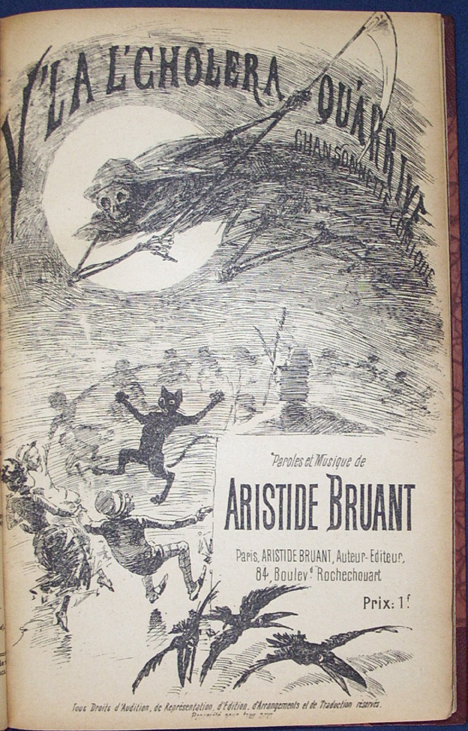 V'LA L'CHOLERA QU'ARRIVE
CHANSONNETTE COMIQUE
Paroles et Musique de
ARISTIDE BRUANT
Paris, ARISTIDE BRUANT, Auteur-Editeur,
84, Boulevᵈ Rochechouart
Prix: 1ᶠ
Tous Droits d'Audition, de Représentation, d'Edition, d'Arrangements et de Traduction réservés.